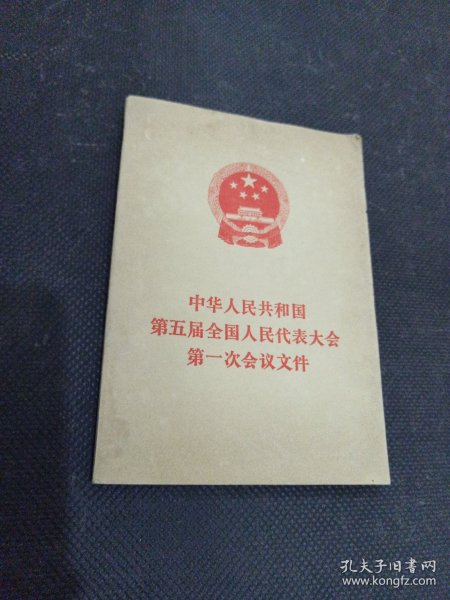 中华人民共和国
第五届全国人民代表大会
第一次会议文件
孔夫子旧书网
www.kongfz.com